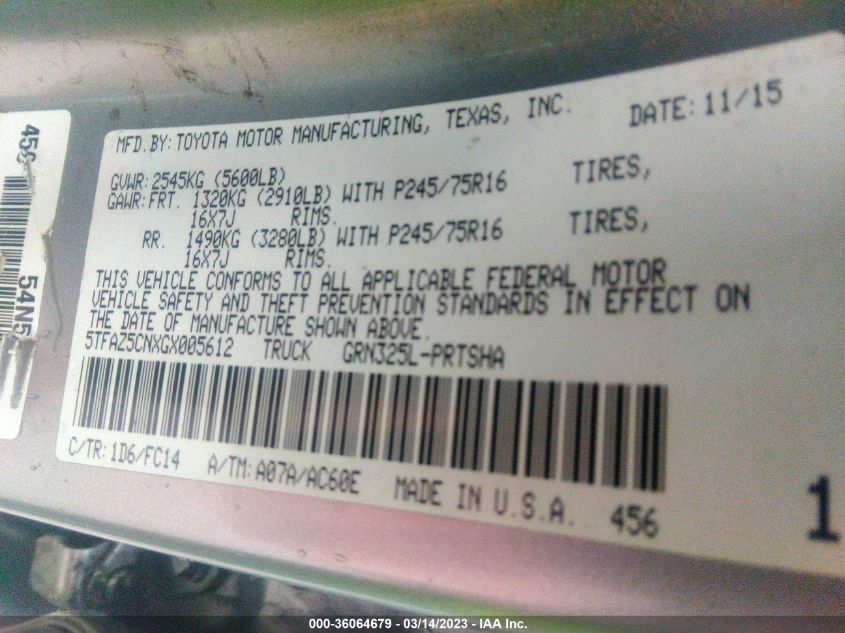 MFD.BY: TOYOTA MOTOR MANUFACTURING, TEXAS, INC. DATE: 11/15
GVWR: 2545KG (5600LB)
GAWR: FRT. 1320KG (2910LB) WITH P245/75R16 TIRES,
16X7J RIMS.
RR. 1490KG (3280LB) WITH P245/75R16 TIRES,
16X7J RIMS.
THIS VEHICLE CONFORMS TO ALL APPLICABLE FEDERAL MOTOR
VEHICLE SAFETY AND THEFT PREVENTION STANDARDS IN EFFECT ON
THE DATE OF MANUFACTURE SHOWN ABOVE.
5TFAZ5CNXGX005612 TRUCK GRN325L-PRTSHA
C/TR: 1D6/FC14 A/TM: A07A/AC60E MADE IN U.S.A. 456
1
456
54N5
000-36064679 — 03/14/2023 — IAA Inc.